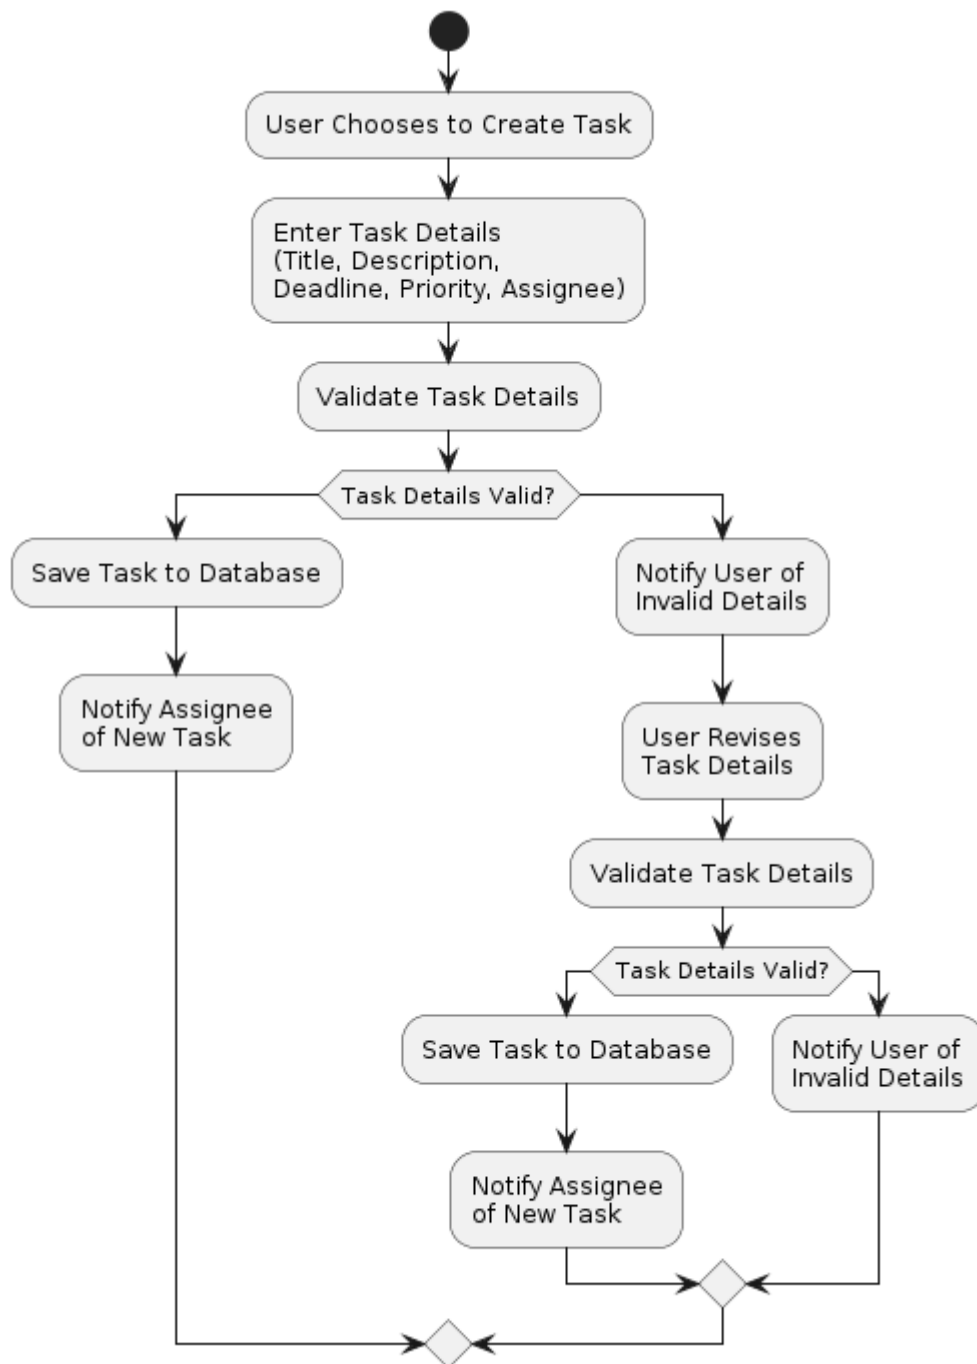 User Chooses to Create Task
Enter Task Details
(Title, Description,
Deadline, Priority, Assignee)
Validate Task Details
Task Details Valid?
Save Task to Database
Notify Assignee
of New Task
Notify User of
Invalid Details
User Revises
Task Details
Validate Task Details
Task Details Valid?
Save Task to Database
Notify Assignee
of New Task
Notify User of
Invalid Details